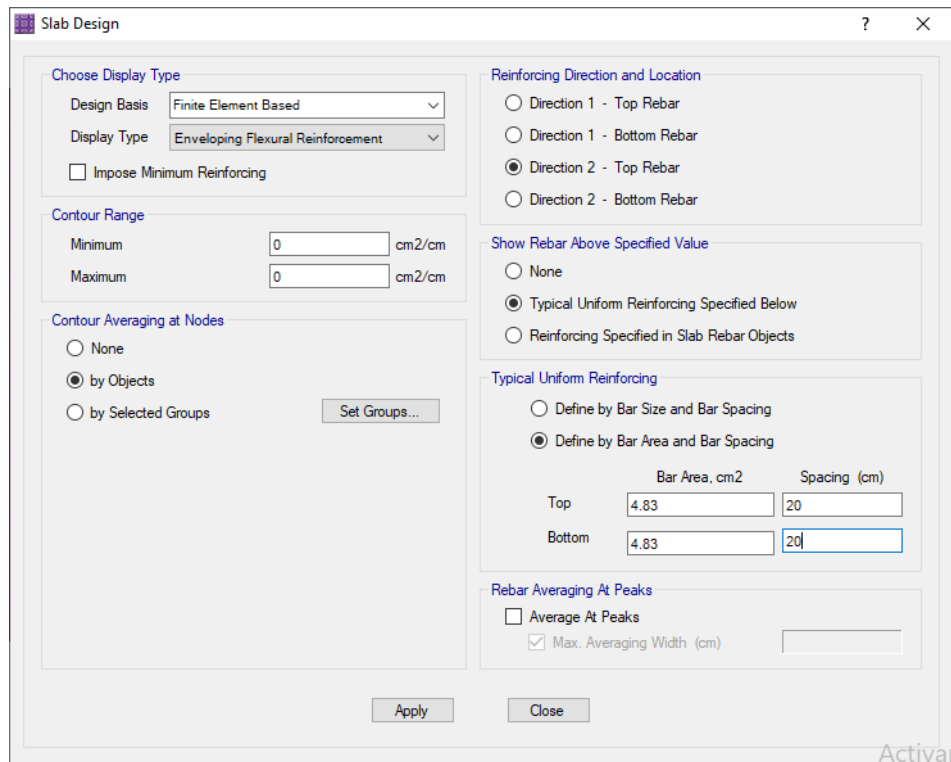 Slab Design
?
Choose Display Type
Design Basis
Finite Element Based
Display Type
Enveloping Flexural Reinforcement
Impose Minimum Reinforcing
Contour Range
Minimum
0
cm2/cm
Maximum
0
cm2/cm
Contour Averaging at Nodes
None
by Objects
by Selected Groups
Set Groups...
Reinforcing Direction and Location
Direction 1 - Top Rebar
Direction 1 - Bottom Rebar
Direction 2 - Top Rebar
Direction 2 - Bottom Rebar
Show Rebar Above Specified Value
None
Typical Uniform Reinforcing Specified Below
Reinforcing Specified in Slab Rebar Objects
Typical Uniform Reinforcing
Define by Bar Size and Bar Spacing
Define by Bar Area and Bar Spacing
Bar Area, cm2 Spacing (cm)
Top 4.83 20
Bottom 4.83 20
Rebar Averaging At Peaks
Average At Peaks
Max. Averaging Width (cm)
Apply
Close